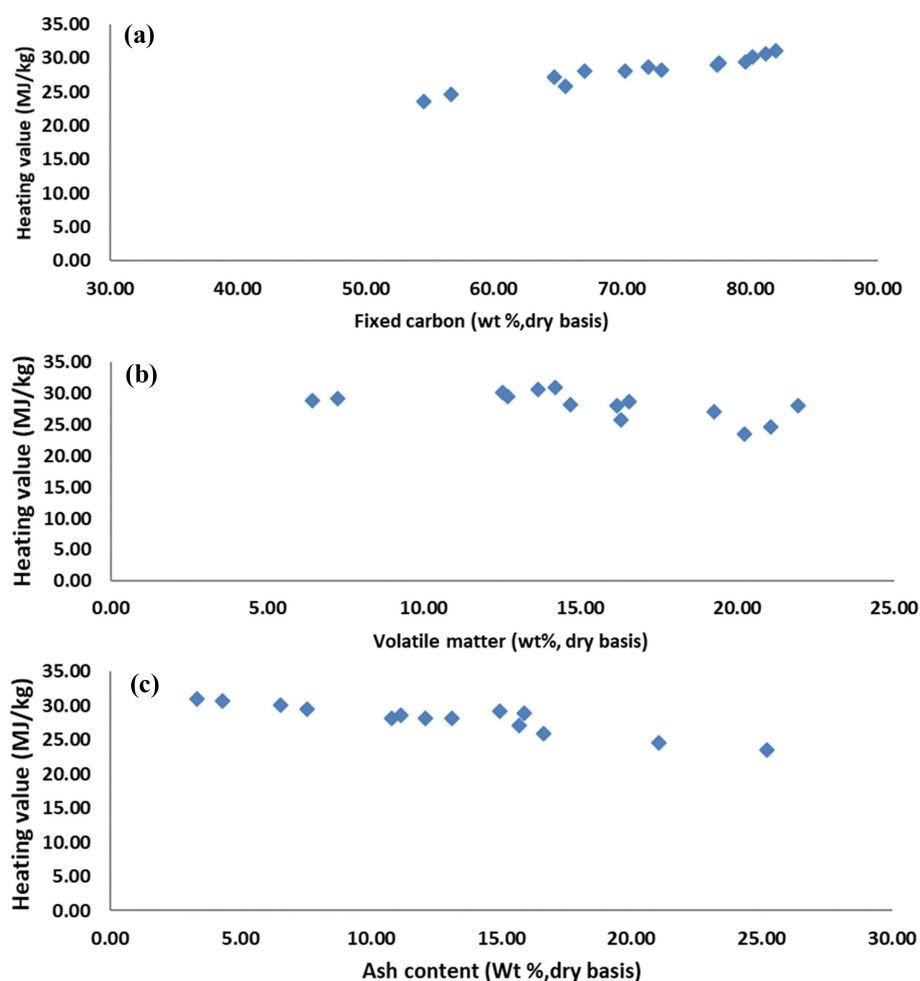 (a)
Heating value (MJ/kg)
35.00
30.00
25.00
20.00
15.00
10.00
5.00
0.00
30.00 40.00 50.00 60.00 70.00 80.00 90.00
Fixed carbon (wt %,dry basis)
(b)
Heating value (MJ/kg)
35.00
30.00
25.00
20.00
15.00
10.00
5.00
0.00
0.00 5.00 10.00 15.00 20.00 25.00
Volatile matter (wt%, dry basis)
(c)
Heating value (MJ/kg)
35.00
30.00
25.00
20.00
15.00
10.00
5.00
0.00
0.00 5.00 10.00 15.00 20.00 25.00 30.00
Ash content (Wt %,dry basis)